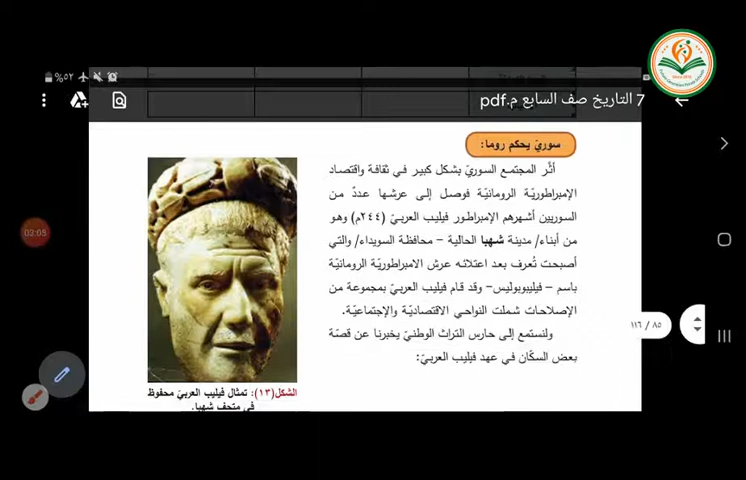 ٥٢%
7 التاريخ صف السابع م.pdf
سوريّ يحكم روما:
أثّر المجتمع السوريّ بشكل كبير في ثقافة واقتصاد
الإمبراطوريّة الرومانيّة فوصل إلى عرشها عددٌ من
السوريين أشهرهم الإمبراطور فيليب العربيّ (٢٤٤م) وهو
من أبناء/ مدينة شهبا الحالية - محافظة السويداء/ والتي
أصبحت تُعرف بعد اعتلائه عرش الامبراطوريّة الرومانيّة
باسم – فيليبوبوليس- وقد قام فيليب العربيّ بمجموعة من
الإصلاحات شملت النواحي الاقتصاديّة والإجتماعيّة.
ولنستمع إلى حارس التراث الوطنيّ يخبرنا عن قصّة
بعض السكّان في عهد فيليب العربيّ:
الشكل(١٣): تمثال فيليب العربيّ محفوظ
في متحف شهبا.
٨٥/ ١١٦
03:05